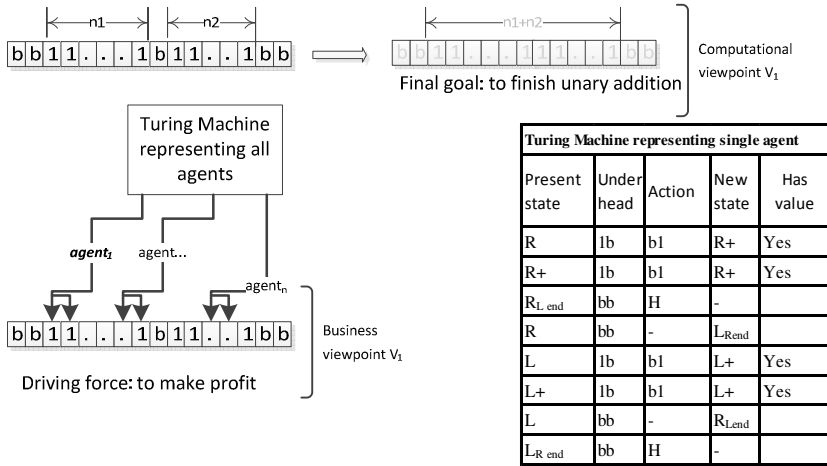 n1
n2
b b 1 1 . . . 1 b 1 1 . . 1 b b
n1+n2
b b 1 1 . . . 1 1 1 . . 1 b b b
Final goal: to finish unary addition
Computational
viewpoint V1
Turing Machine
representing all
agents
agent1
agent...
agentn
b b 1 1 . . . 1 b 1 1 . . 1 b b
Business
viewpoint V1
Driving force: to make profit
Turing Machine representing single agent
Present state Under head Action New state Has value
R 1b b1 R+ Yes
R+ 1b b1 R+ Yes
RL end bb H -
R bb - LRend
L 1b b1 L+ Yes
L+ 1b b1 L+ Yes
L bb - RLend
LR end bb H -